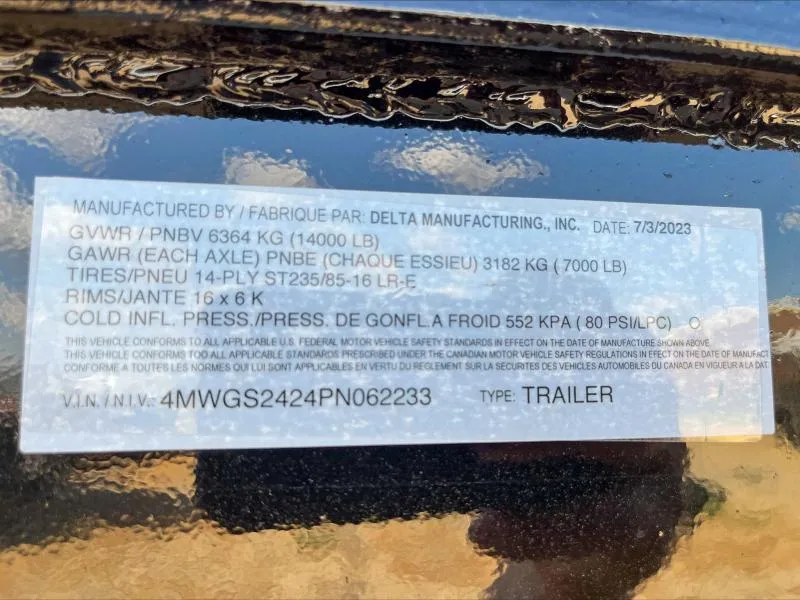 MANUFACTURED BY / FABRIQUE PAR: DELTA MANUFACTURING., INC. DATE: 7/3/2023
GVWR / PNBV 6364 KG (14000 LB)
GAWR (EACH AXLE) PNBE (CHAQUE ESSIEU) 3182 KG ( 7000 LB)
TIRES/PNEU 14-PLY ST235/85-16 LR-E
RIMS/JANTE 16 x 6 K
COLD INFL. PRESS./PRESS. DE GONFL.A FROID 552 KPA ( 80 PSI/LPC) O
THIS VEHICLE CONFORMS TO ALL APPLICABLE U.S. FEDERAL MOTOR VEHICLE SAFETY STANDARDS IN EFFECT ON THE DATE OF MANUFACTURE SHOWN ABOVE.
THIS VEHICLE CONFORMS TOO ALL APPLICABLE STANDARDS PRESCRIBED UNDER THE CANADIAN MOTOR VEHICLE SAFETY REGULATIONS IN EFFECT ON THE DATE OF MANUFACT
CONFORME A TOUTES LES NORMES QUI LUI SONT APPLICABLES EN VERTU DU REGLEMENT SUR LA SECURITES DES VEHICLES AUTOMOBILES DU CANADA EN VIGUEUR A LA DAT
V.I.N. / N.I.V.: 4MWGS2424PN062233 TYPE: TRAILER